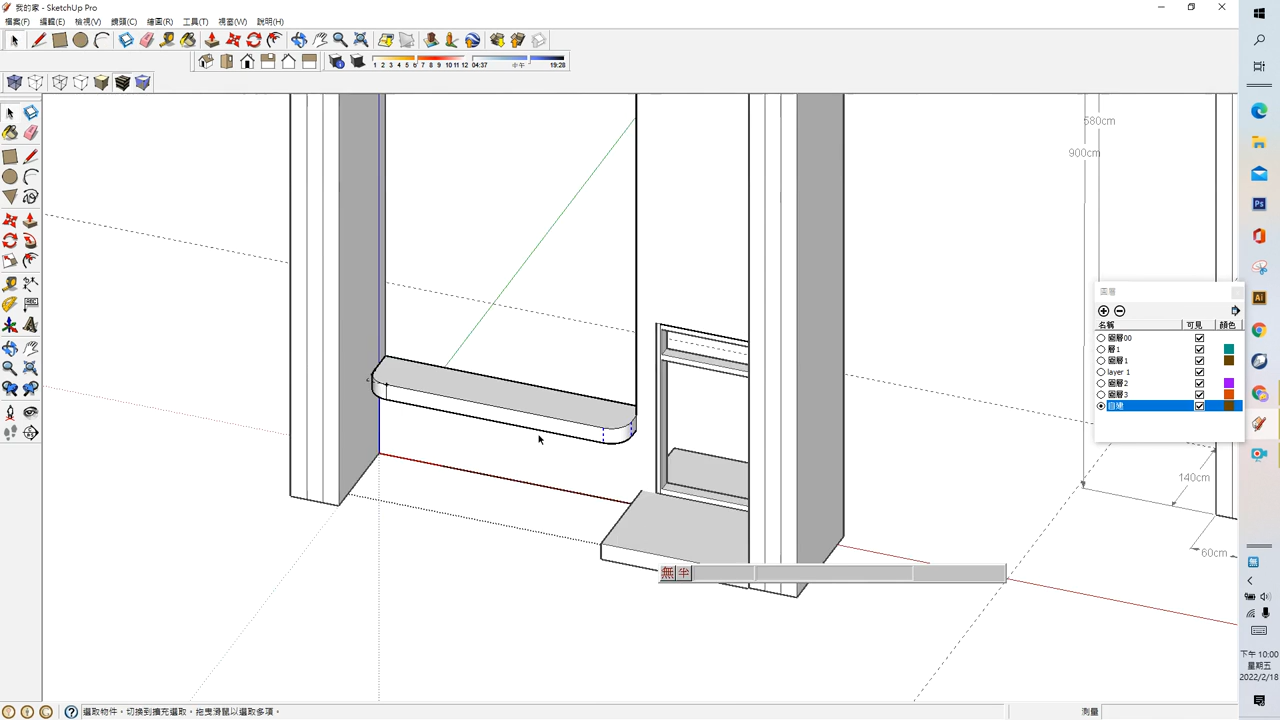 我的家 - SketchUp Pro
檔案(F) 編輯(E) 檢視(V) 鏡頭(C) 繪圖(R) 工具(T) 視窗(W) 說明(H)
1 2 3 4 5 6 7 8 9 10 11 12 04:37 中午 19:28
580cm
900cm
圖層
名稱 可見 顏色
圖層00
層1
圖層1
layer 1
圖層2
圖層3
自建
140cm
60cm
無 半
無
下午 10:00
星期五
2022/2/18
選取物件。切換到擴充選取。拖曳滑鼠以選取多項。
測量